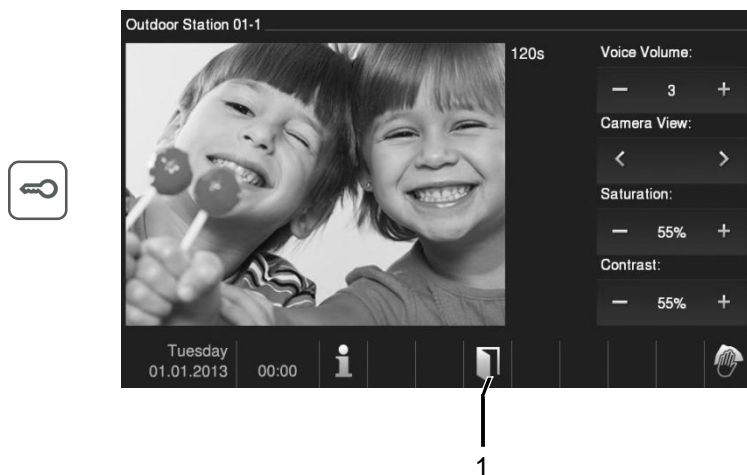 Outdoor Station 01-1
120s
Voice Volume:
− 3 +
Camera View:
< >
Saturation:
− 55% +
Contrast:
− 55% +
Tuesday
01.01.2013 00:00
1